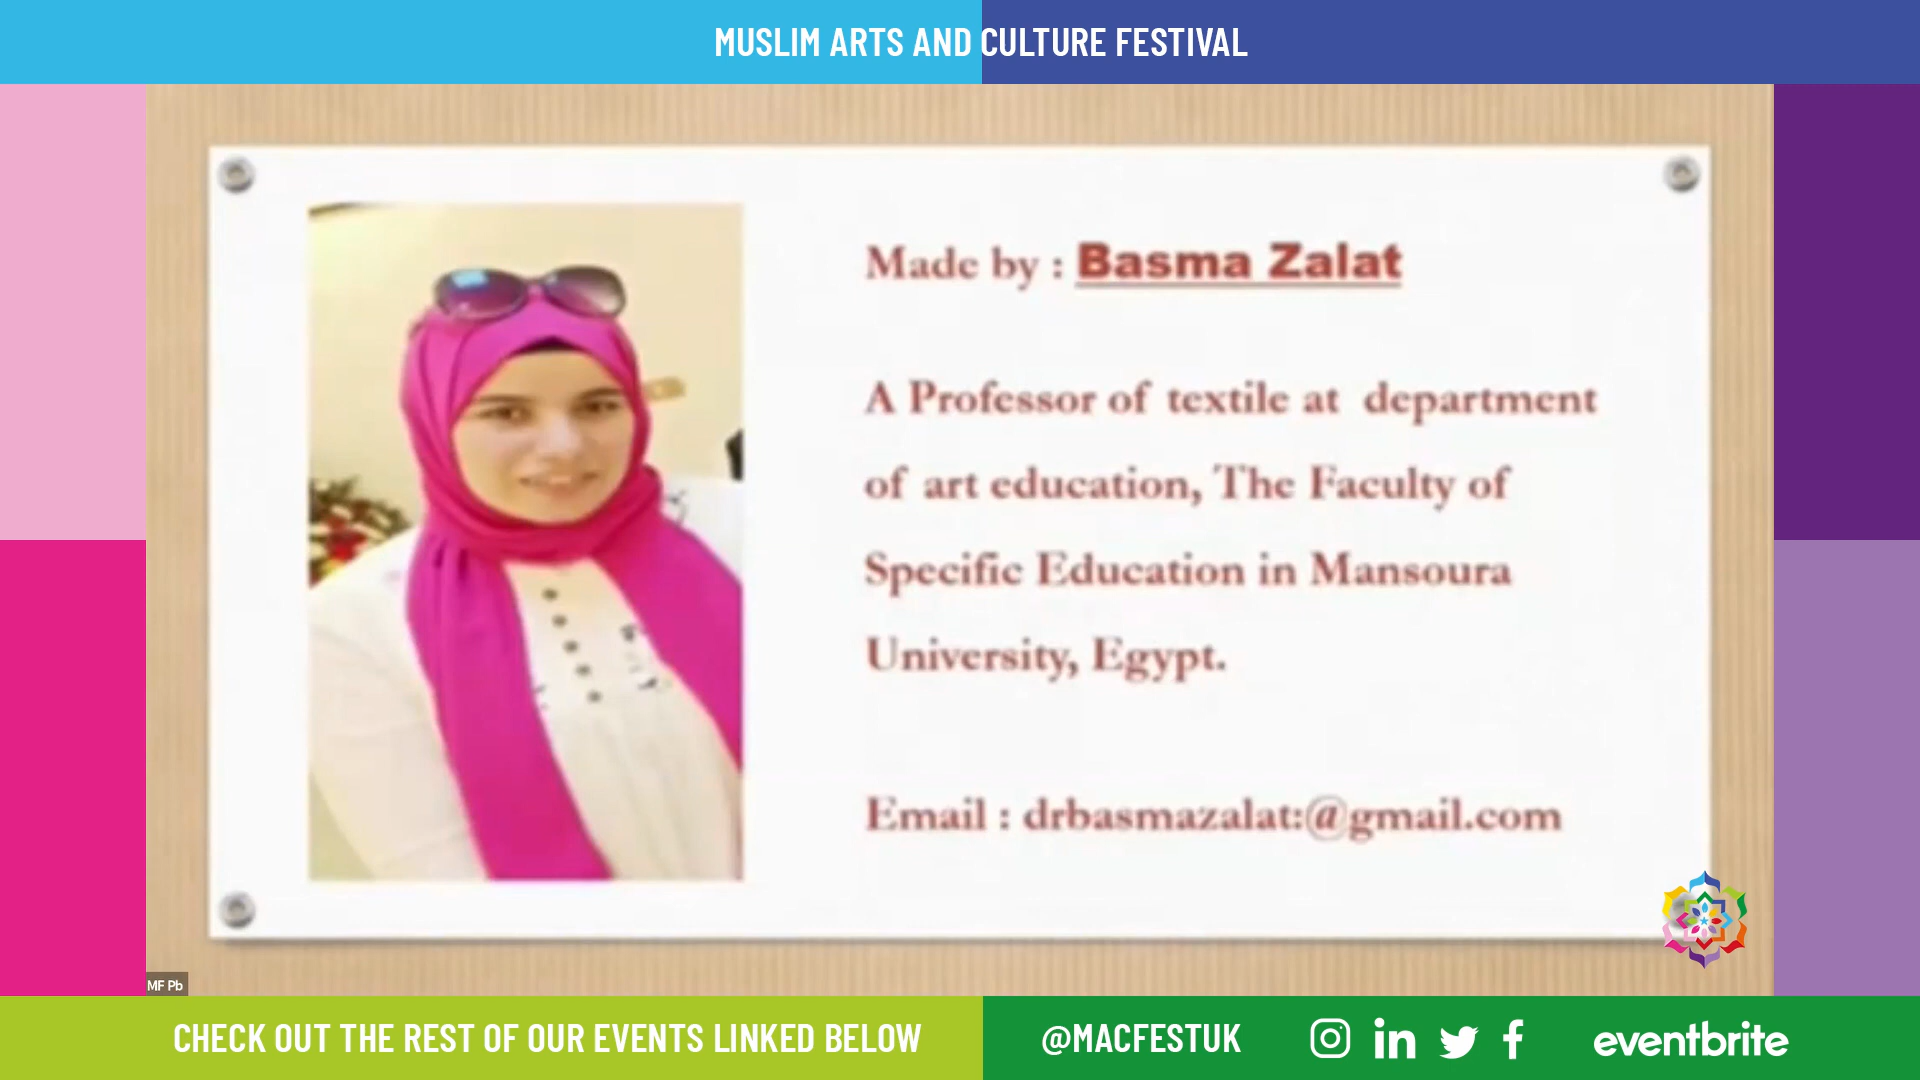 MUSLIM ARTS AND CULTURE FESTIVAL
Made by : Basma Zalat
A Professor of textile at department
of art education, The Faculty of
Specific Education in Mansoura
University, Egypt.
Email : drbasmazalat:@gmail.com
MF Pb
CHECK OUT THE REST OF OUR EVENTS LINKED BELOW
@MACFESTUK
eventbrite